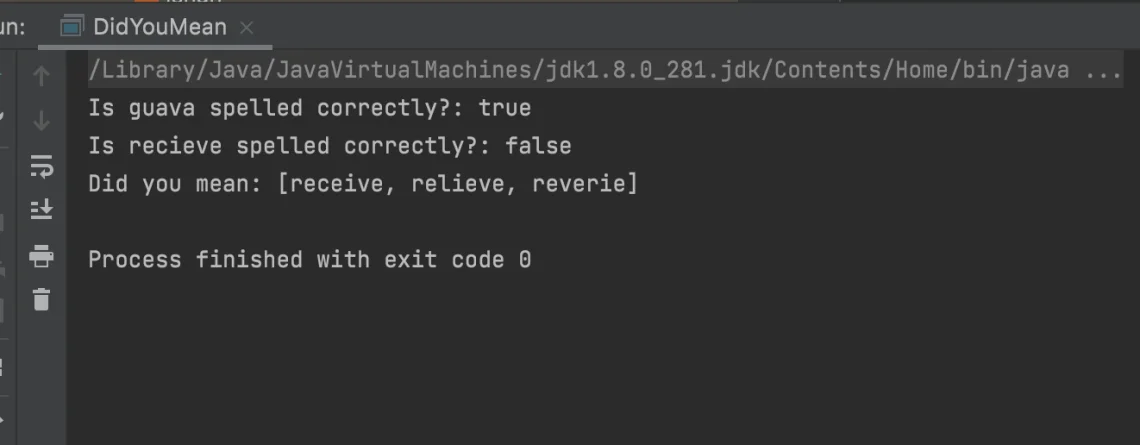 un:
DidYouMean
/Library/Java/JavaVirtualMachines/jdk1.8.0_281.jdk/Contents/Home/bin/java ...
Is guava spelled correctly?: true
Is recieve spelled correctly?: false
Did you mean: [receive, relieve, reverie]
Process finished with exit code 0